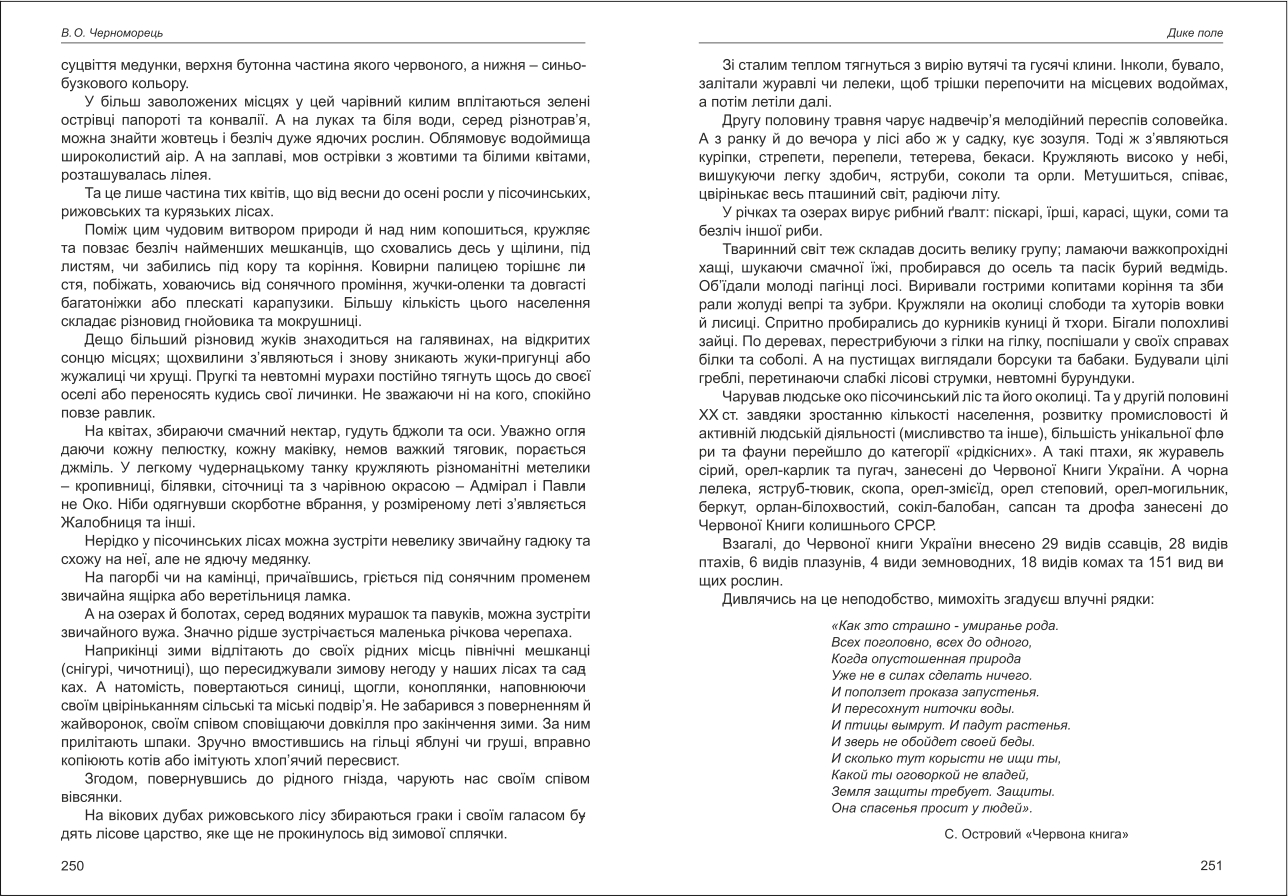 В. О. Черноморець
суцвіття медунки, верхня бутонна частина якого червоного, а нижня – синьо-
бузкового кольору.
У більш заволожених місцях у цей чарівний килим вплітаються зелені
острівці папороті та конвалії. А на луках та біля води, серед різнотрав’я,
можна знайти жовтець і безліч дуже ядючих рослин. Облямовує водоймища
широколистий аір. А на заплаві, мов острівки з жовтими та білими квітами,
розташувалась лілея.
Та це лише частина тих квітів, що від весни до осені росли у пісочинських,
рижовських та курязьких лісах.
Поміж цим чудовим витвором природи й над ним копошиться, кружляє
та повзає безліч найменших мешканців, що сховались десь у щілини, під
листям, чи забились під кору та коріння. Ковирни палицею торішнє ли-
стя, побіжать, ховаючись від сонячного проміння, жучки-оленки та довгасті
багатоніжки або плескаті карапузики. Більшу кількість цього населення
складає різновид гнойовика та мокрушниці.
Дещо більший різновид жуків знаходиться на галявинах, на відкритих
сонцю місцях; щохвилини з’являються і знову зникають жуки-пригунці або
жужалиці чи хрущі. Пругкі та невтомні мурахи постійно тягнуть щось до своєї
оселі або переносять кудись свої личинки. Не зважаючи ні на кого, спокійно
повзе равлик.
На квітах, збираючи смачний нектар, гудуть бджоли та оси. Уважно огля-
даючи кожну пелюстку, кожну маківку, немов важкий тяговик, порається
джміль. У легкому чудернацькому танку кружляють різноманітні метелики
– кропивниці, білявки, сіточниці та з чарівною окрасою – Адмірал і Павли-
не Око. Ніби одягнувши скорботне вбрання, у розміреному леті з’являється
Жалобниця та інші.
Нерідко у пісочинських лісах можна зустріти невелику звичайну гадюку та
схожу на неї, але не ядючу медянку.
На пагорбі чи на камінці, причаївшись, гріється під сонячним променем
звичайна ящірка або веретільниця ламка.
А на озерах й болотах, серед водяних мурашок та павуків, можна зустріти
звичайного вужа. Значно рідше зустрічається маленька річкова черепаха.
Наприкінці зими відлітають до своїх рідних місць північні мешканці
(снігурі, чичотниці), що пересиджували зимову негоду у наших лісах та сад-
ках. А натомість, повертаються синиці, щогли, коноплянки, наповнюючи
своїм цвіріньканням сільські та міські подвір’я. Не забарився з поверненням й
жайворонок, своїм співом сповіщаючи довкілля про закінчення зими. За ним
прилітають шпаки. Зручно вмостившись на гільці яблуні чи груші, вправно
копіюють котів або імітують хлоп’ячий пересвист.
Згодом, повернувшись до рідного гнізда, чарують нас своїм співом
вівсянки.
На вікових дубах рижовського лісу збираються граки і своїм галасом бу-
дять лісове царство, яке ще не прокинулось від зимової сплячки.
250
Дике поле
Зі сталим теплом тягнуться з вирію вутячі та гусячі клини. Інколи, бувало,
залітали журавлі чи лелеки, щоб трішки перепочити на місцевих водоймах,
а потім летіли далі.
Другу половину травня чарує надвечір’я мелодійний переспів соловейка.
А з ранку й до вечора у лісі або ж у садку, кує зозуля. Тоді ж з’являються
куріпки, стрепети, перепели, тетерева, бекаси. Кружляють високо у небі,
вишукуючи легку здобич, яструби, соколи та орли. Метушиться, співає,
цвірінькає весь пташиний світ, радіючи літу.
У річках та озерах вирує рибний ґвалт: піскарі, їрші, карасі, щуки, соми та
безліч іншої риби.
Тваринний світ теж складав досить велику групу; ламаючи важкопрохідні
хащі, шукаючи смачної їжі, пробирався до осель та пасік бурий ведмідь.
Об’їдали молоді пагінці лосі. Виривали гострими копитами коріння та зби-
рали жолуді вепрі та зубри. Кружляли на околиці слободи та хуторів вовки
й лисиці. Спритно пробирались до курників куниці й тхори. Бігали полохливі
зайці. По деревах, перестрибуючи з гілки на гілку, поспішали у своїх справах
білки та соболі. А на пустищах виглядали борсуки та бабаки. Будували цілі
греблі, перетинаючи слабкі лісові струмки, невтомні бурундуки.
Чарував людське око пісочинський ліс та його околиці. Та у другій половині
ХХ ст. завдяки зростанню кількості населення, розвитку промисловості й
активній людській діяльності (мисливство та інше), більшість унікальної фло-
ри та фауни перейшло до категорії «рідкісних». А такі птахи, як журавель
сірий, орел-карлик та пугач, занесені до Червоної Книги України. А чорна
лелека, яструб-тювик, скопа, орел-змієїд, орел степовий, орел-могильник,
беркут, орлан-білохвостий, сокіл-балобан, сапсан та дрофа занесені до
Червоної Книги колишнього СРСР.
Взагалі, до Червоної книги України внесено 29 видів ссавців, 28 видів
птахів, 6 видів плазунів, 4 види земноводних, 18 видів комах та 151 вид ви-
щих рослин.
Дивлячись на це неподобство, мимохіть згадуєш влучні рядки:
«Как зто страшно - умиранье рода.
Всех поголовно, всех до одного,
Когда опустошенная природа
Уже не в силах сделать ничего.
И поползет проказа запустенья.
И пересохнут ниточки воды.
И птицы вымрут. И падут растенья.
И зверь не обойдет своей беды.
И сколько тут корысти не ищи ты,
Какой ты оговоркой не владей,
Земля защиты требует. Защиты.
Она спасенья просит у людей».
С. Островий «Червона книга»
251